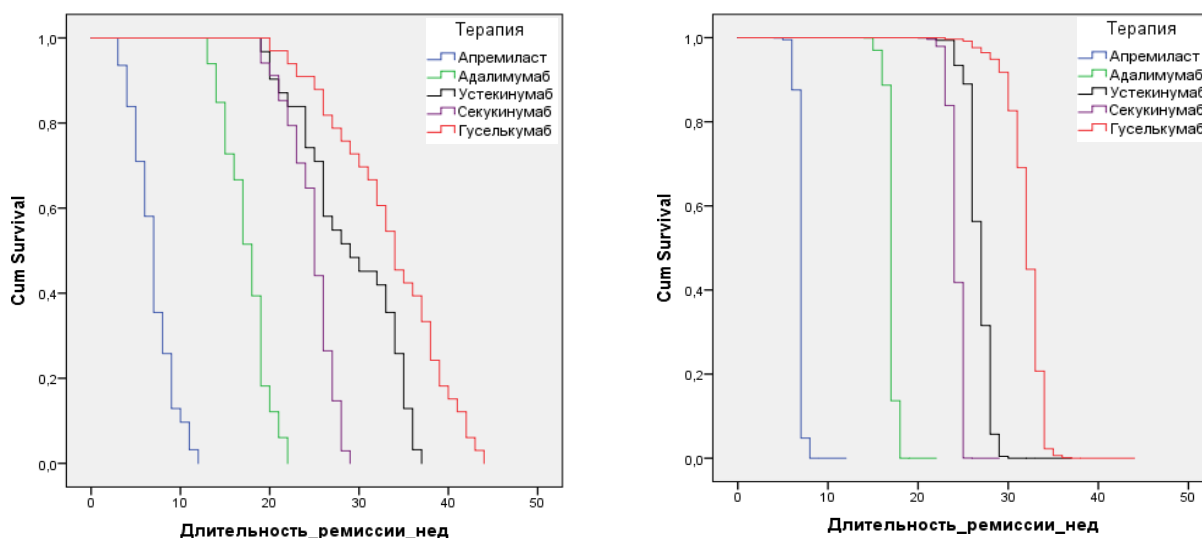 Терапия
Апремиласт
Адалимумаб
Устекинумаб
Секукинумаб
Гуселькумаб
Cum Survival
1,0
0,8
0,6
0,4
0,2
0,0
0 10 20 30 40 50
Длительность_ремиссии_нед
Терапия
Апремиласт
Адалимумаб
Устекинумаб
Секукинумаб
Гуселькумаб
Cum Survival
1,0
0,8
0,6
0,4
0,2
0,0
0 10 20 30 40 50
Длительность_ремиссии_нед